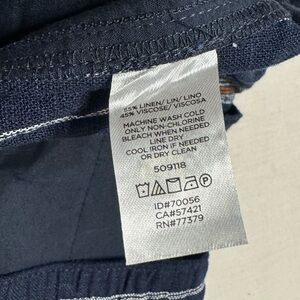 55% LINEN/ LIN/ LINO
45% VISCOSE/ VISCOSA
MACHINE WASH COLD
ONLY NON-CHLORINE
BLEACH WHEN NEEDED
LINE DRY
COOL IRON IF NEEDED
OR DRY CLEAN
509118
ID#70056
CA#57421
RN#77379